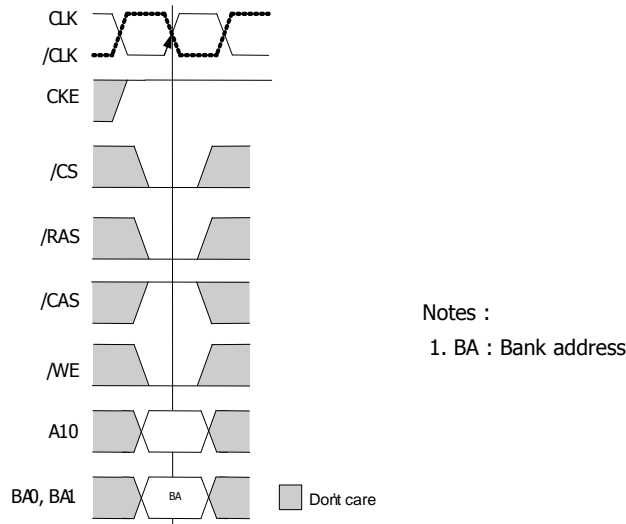 CLK
/CLK
CKE
/CS
/RAS
/CAS
/WE
A10
BA0, BA1
BA
Don't care
Notes :
1. BA : Bank address